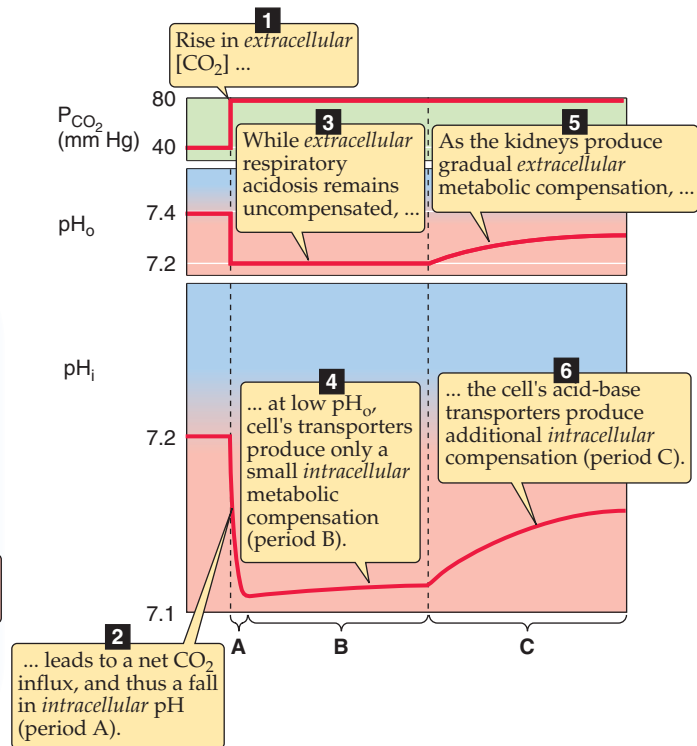 1
Rise in extracellular
[CO₂] ...
80
P_CO₂
(mm Hg)
40
3
While extracellular
respiratory
acidosis remains
uncompensated, ...
5
As the kidneys produce
gradual extracellular
metabolic compensation, ...
7.4
pHₒ
7.2
pHᵢ
4
... at low pHₒ,
cell's transporters
produce only a
small intracellular
metabolic
compensation
(period B).
6
... the cell's acid-base
transporters produce
additional intracellular
compensation (period C).
7.2
7.1
A
B
C
2
... leads to a net CO₂
influx, and thus a fall
in intracellular pH
(period A).